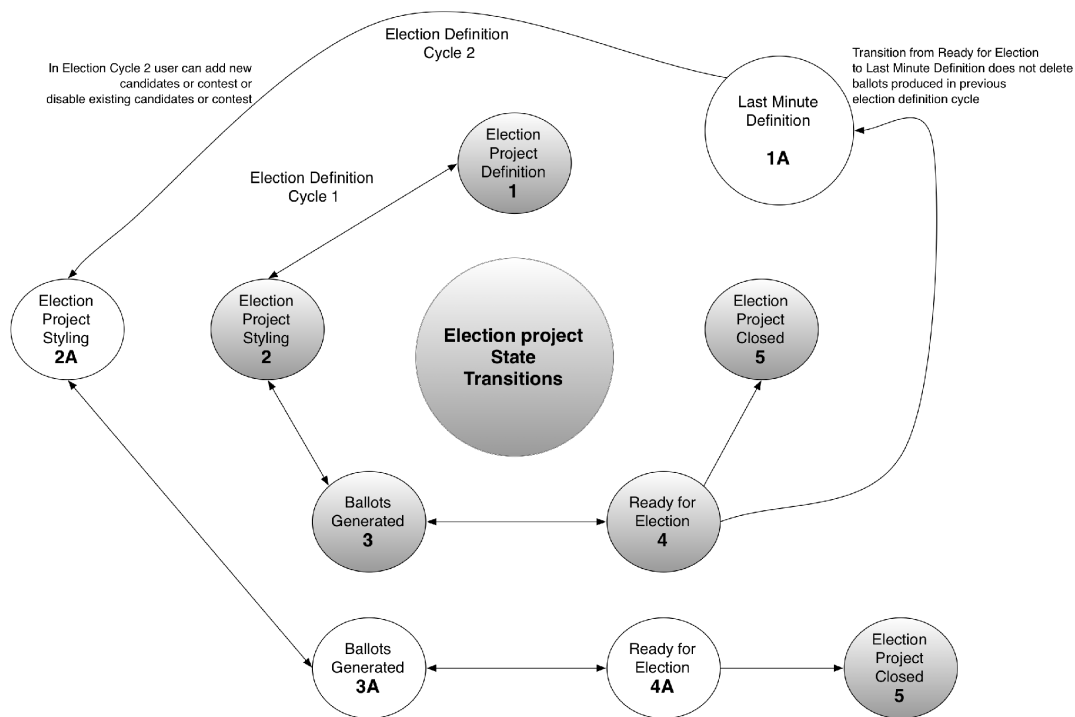 Election Definition
Cycle 2
In Election Cycle 2 user can add new
candidates or contest or
disable existing candidates or contest
Transition from Ready for Election
to Last Minute Definition does not delete
ballots produced in previous
election definition cycle
Last Minute
Definition
1A
Election
Project
Definition
1
Election Definition
Cycle 1
Election
Project
Styling
2A
Election
Project
Styling
2
Election project
State
Transitions
Election
Project
Closed
5
Ballots
Generated
3
Ready for
Election
4
Ballots
Generated
3A
Ready for
Election
4A
Election
Project
Closed
5